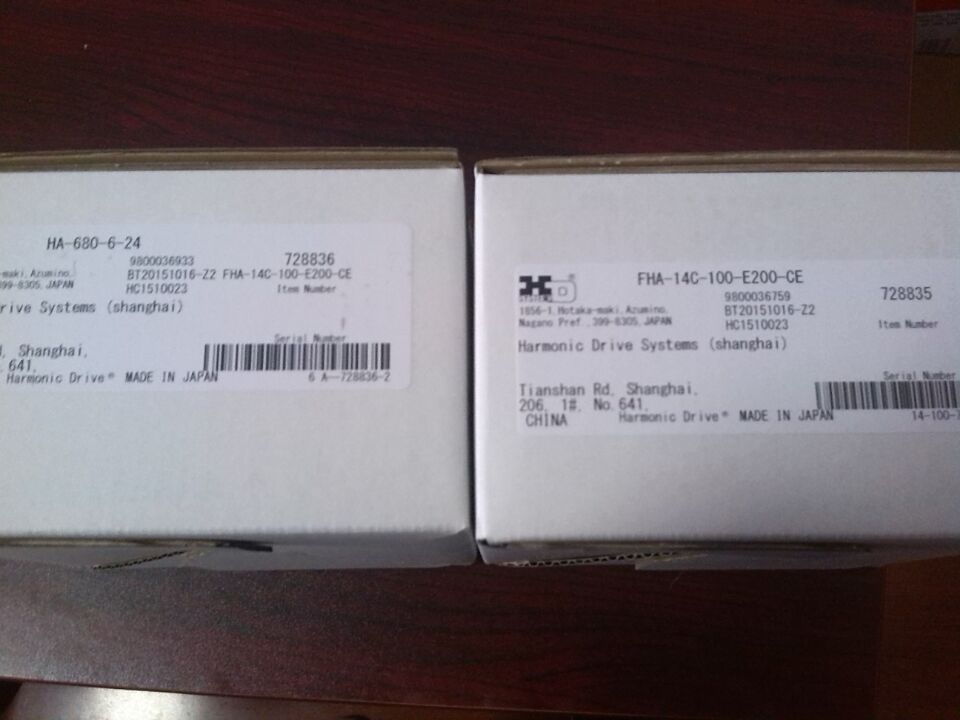 HA-680-6-24
9800036933 728836
-maki, Azumino, BT20151016-Z2 FHA-14C-100-E200-CE
399-8305, JAPAN HC1510023 Item Number
rive Systems (shanghai)
Serial Number
d, Shanghai,
641,
Harmonic Drive® MADE IN JAPAN 6 A--728836-2
FHA-14C-100-E200-CE
HD
SYSTEMS
®
9800036759 728835
1856-1, Hotaka-maki, Azumino, BT20151016-Z2
Nagano Pref., 399-8305, JAPAN HC1510023 Item Number
Harmonic Drive Systems (shanghai)
Serial Number
Tianshan Rd, Shanghai,
206, 1#, No. 641,
CHINA Harmonic Drive® MADE IN JAPAN 14-100-